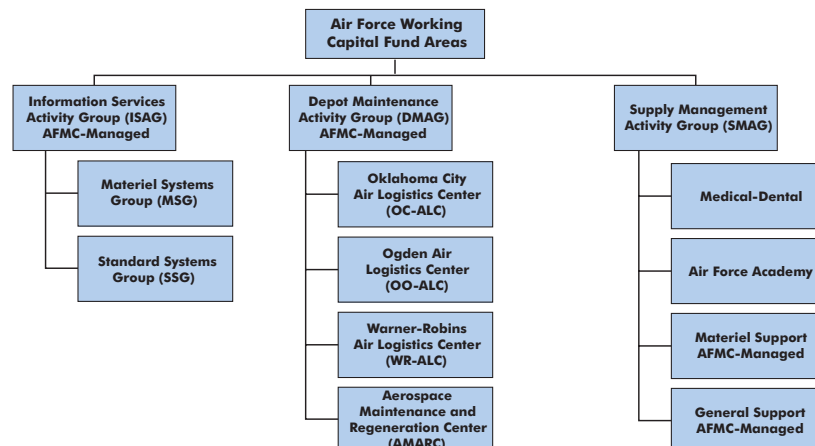 Air Force Working
Capital Fund Areas
Information Services
Activity Group (ISAG)
AFMC-Managed
Materiel Systems
Group (MSG)
Standard Systems
Group (SSG)
Depot Maintenance
Activity Group (DMAG)
AFMC-Managed
Oklahoma City
Air Logistics Center
(OC-ALC)
Ogden Air
Logistics Center
(OO-ALC)
Warner-Robins
Air Logistics Center
(WR-ALC)
Aerospace
Maintenance and
Regeneration Center
(AMARC)
Supply Management
Activity Group (SMAG)
Medical-Dental
Air Force Academy
Materiel Support
AFMC-Managed
General Support
AFMC-Managed